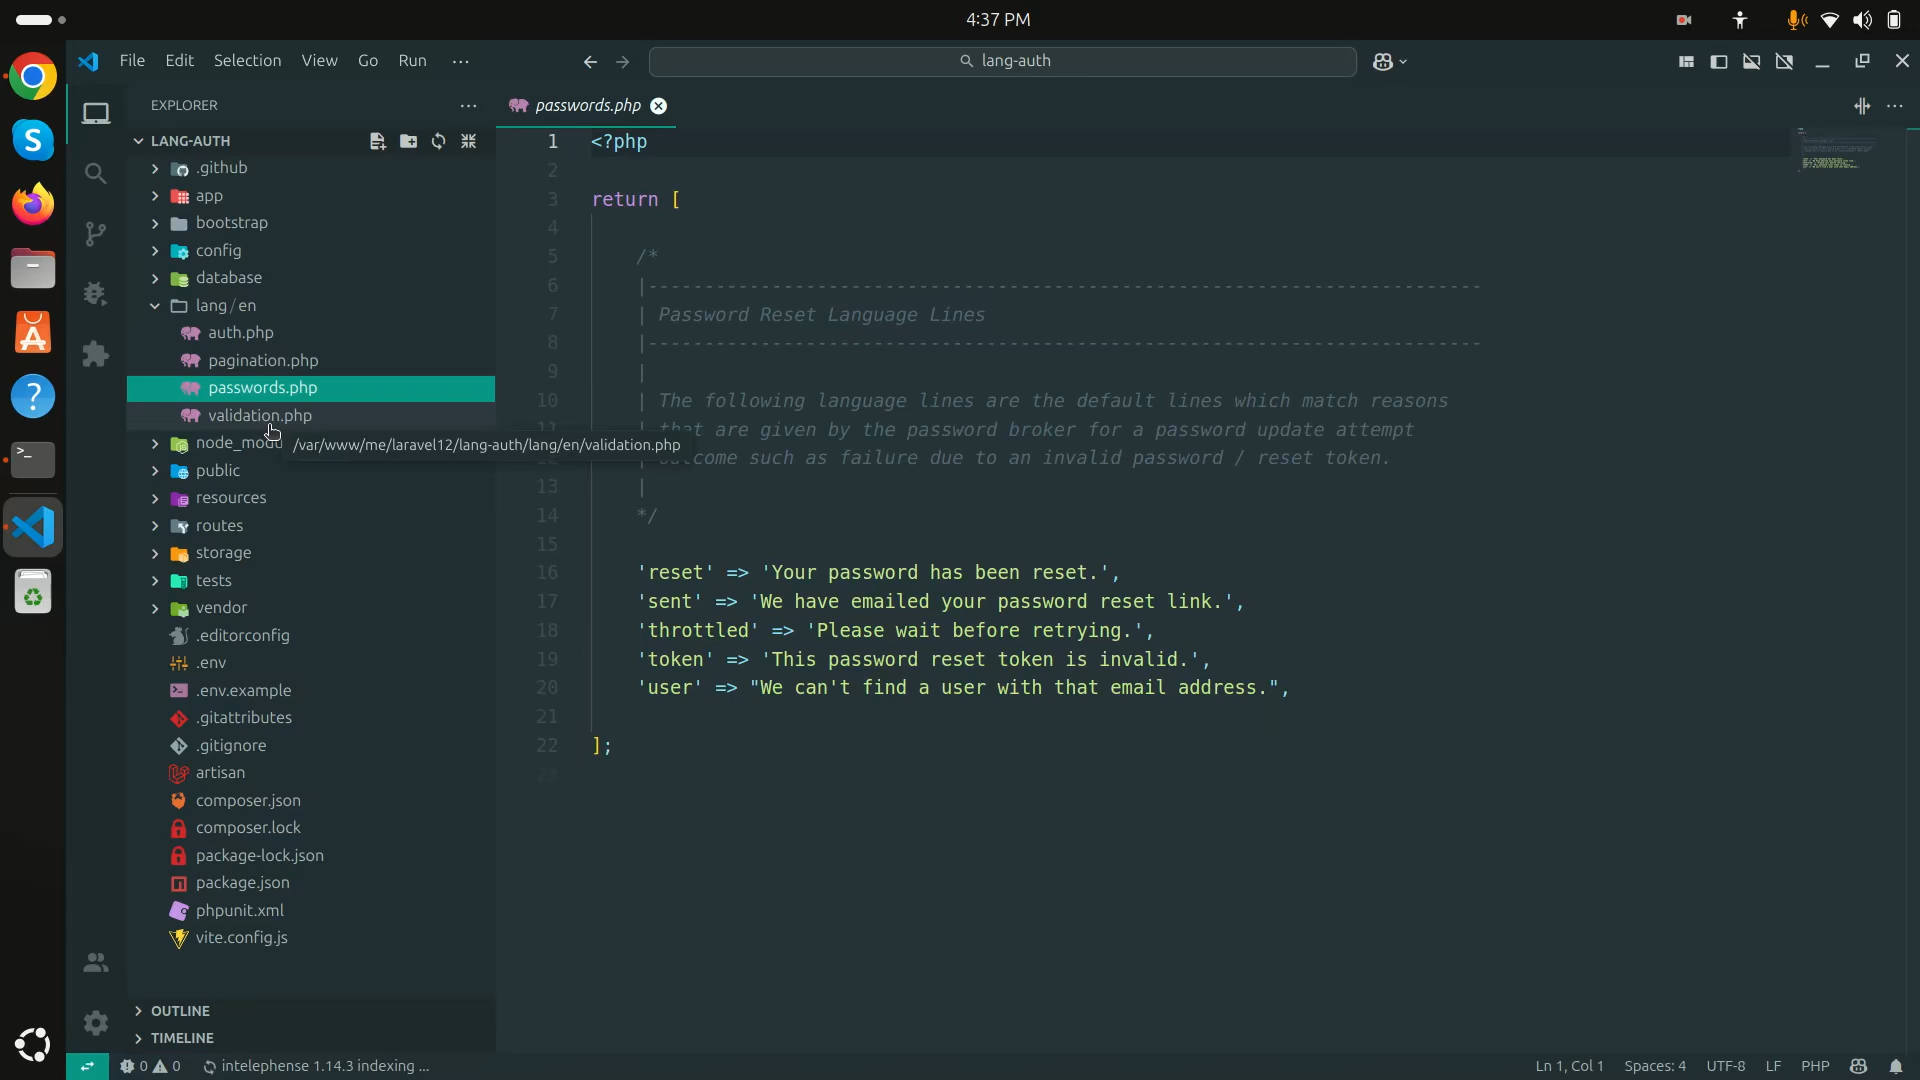 4:37 PM
File Edit Selection View Go Run ...
lang-auth
EXPLORER
passwords.php
LANG-AUTH
.github
app
bootstrap
config
database
lang / en
auth.php
pagination.php
passwords.php
validation.php
/var/www/me/laravel12/lang-auth/lang/en/validation.php
public
resources
routes
storage
tests
vendor
.editorconfig
.env
.env.example
.gitattributes
.gitignore
artisan
composer.json
composer.lock
package-lock.json
package.json
phpunit.xml
vite.config.js
OUTLINE
TIMELINE
1 <?php
2
3 return [
4
5 /*
6 |--------------------------------------------------------------------------
7 | Password Reset Language Lines
8 |--------------------------------------------------------------------------
9 |
10 | The following language lines are the default lines which match reasons
11 that are given by the password broker for a password update attempt
outcome such as failure due to an invalid password / reset token.
13 |
14 */
15
16 'reset' => 'Your password has been reset.',
17 'sent' => 'We have emailed your password reset link.',
18 'throttled' => 'Please wait before retrying.',
19 'token' => 'This password reset token is invalid.',
20 'user' => "We can't find a user with that email address.",
21
22 ];
23
0 0 intelephense 1.14.3 indexing ...
Ln 1, Col 1 Spaces: 4 UTF-8 LF PHP